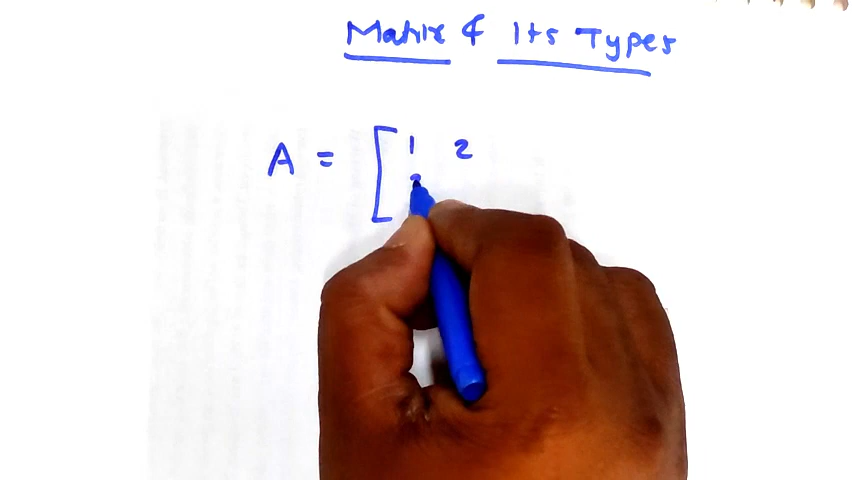 Matrix & Its Types
A = [ 1 2